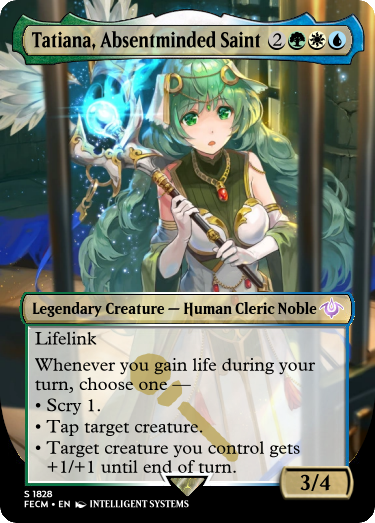 Tatiana, Absentminded Saint 2
Legendary Creature — Human Cleric Noble
Lifelink
Whenever you gain life during your
turn, choose one —
• Scry 1.
• Tap target creature.
• Target creature you control gets
+1/+1 until end of turn.
3/4
S 1828
FECM • EN INTELLIGENT SYSTEMS